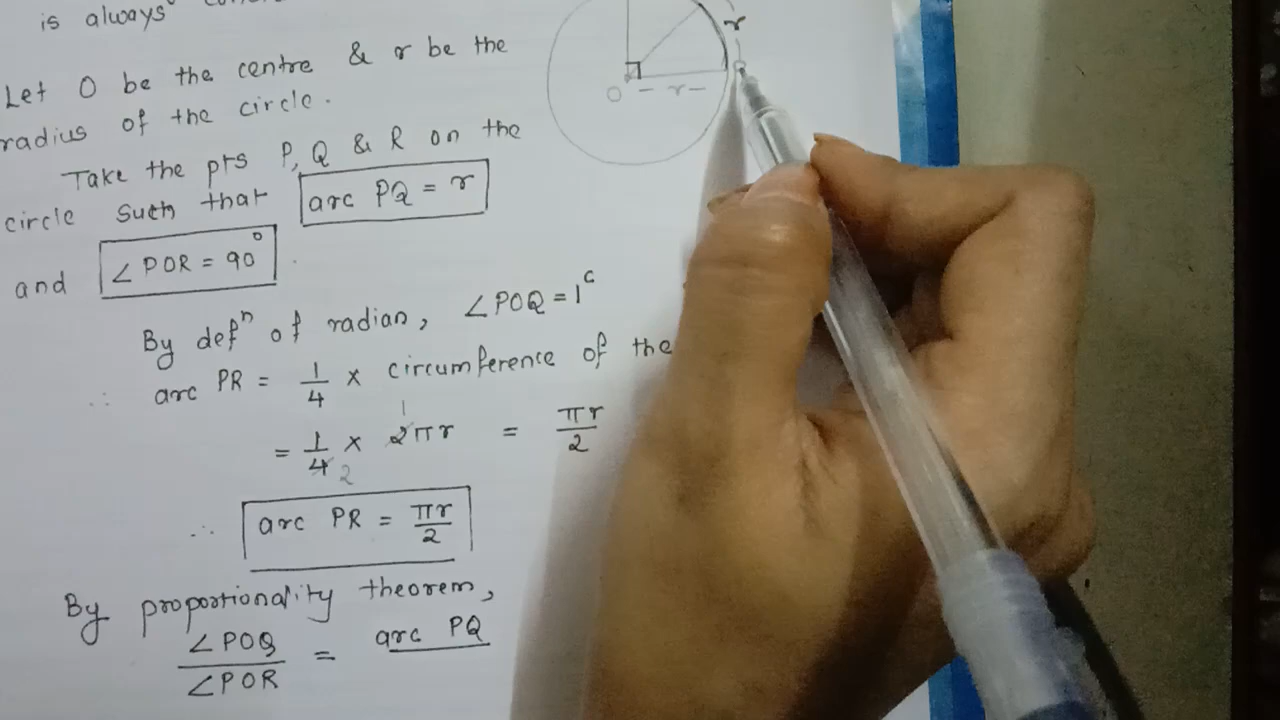 is always
Let O be the centre & r be the
radius of the circle.
Take the pts P, Q & R on the
circle such that arc PQ = r
and ∠POR = 90°.
By defⁿ of radian, ∠POQ = 1ᶜ
∴ arc PR = 1/4 × circumference of the
= 1/4 × 2πr = πr/2
1
2
∴ arc PR = πr/2
By proportionality theorem,
∠POQ/∠POR = arc PQ
r
O - r -